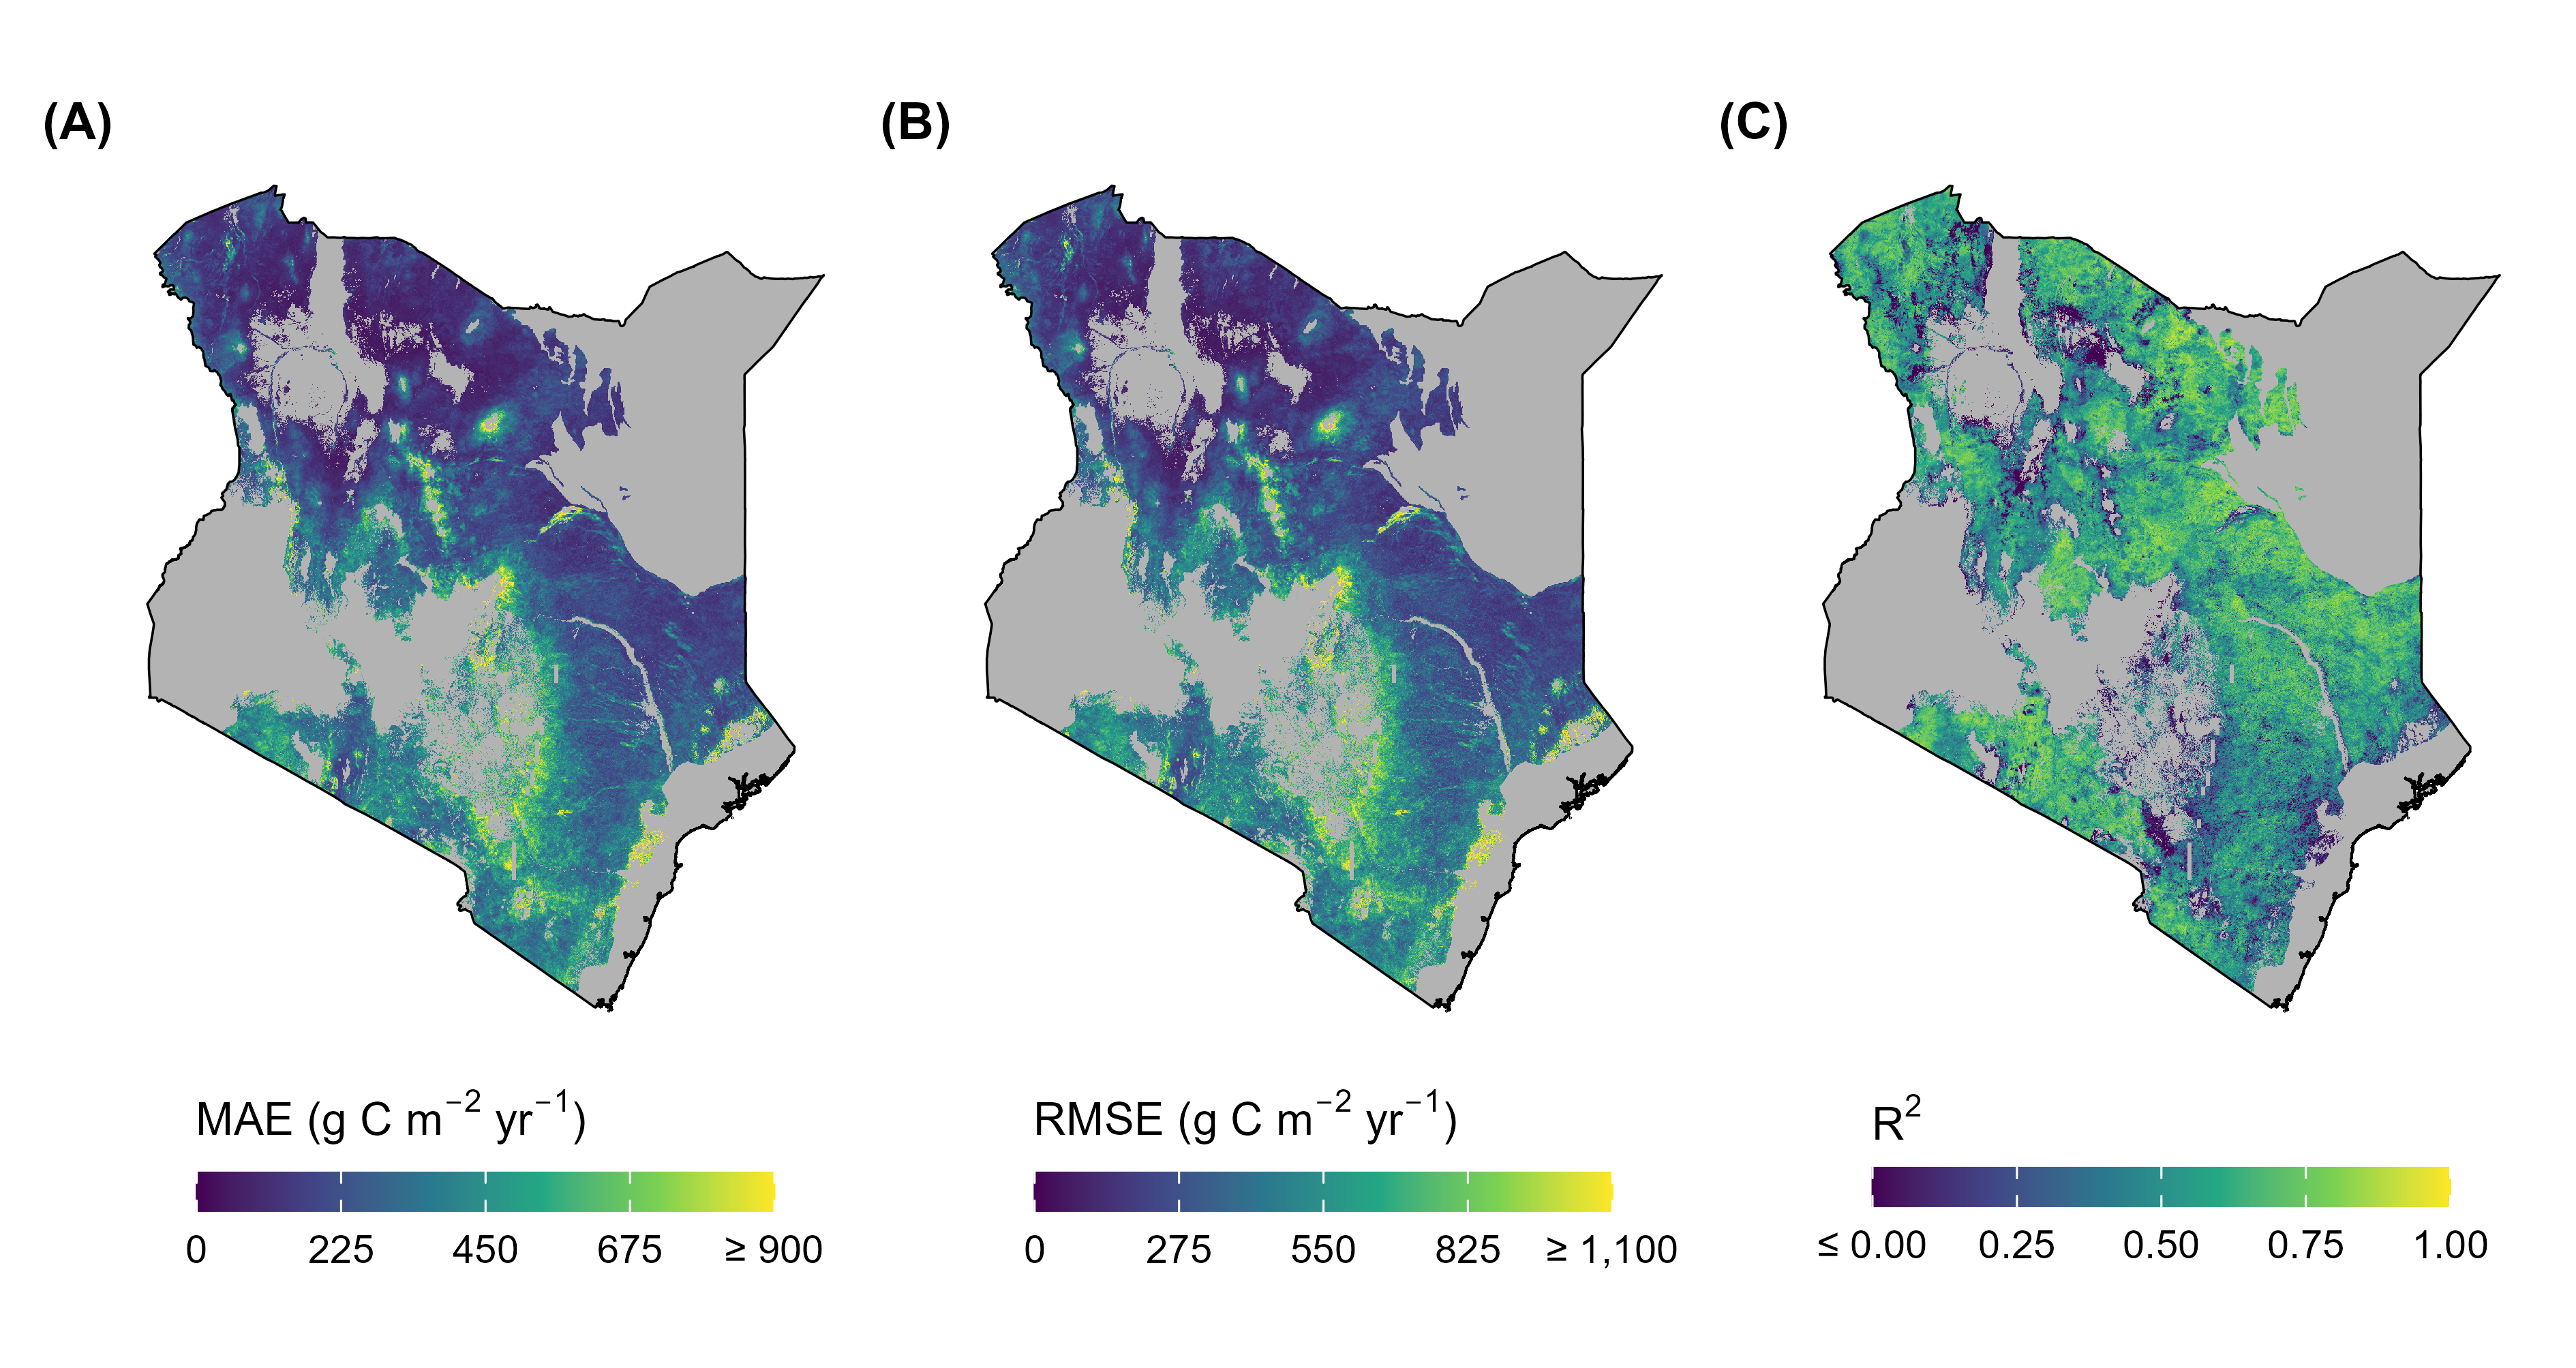 (A)
(B)
(C)
MAE (g C m⁻² yr⁻¹)
0 225 450 675 ≥ 900
RMSE (g C m⁻² yr⁻¹)
0 275 550 825 ≥ 1,100
R²
≤ 0.00 0.25 0.50 0.75 1.00